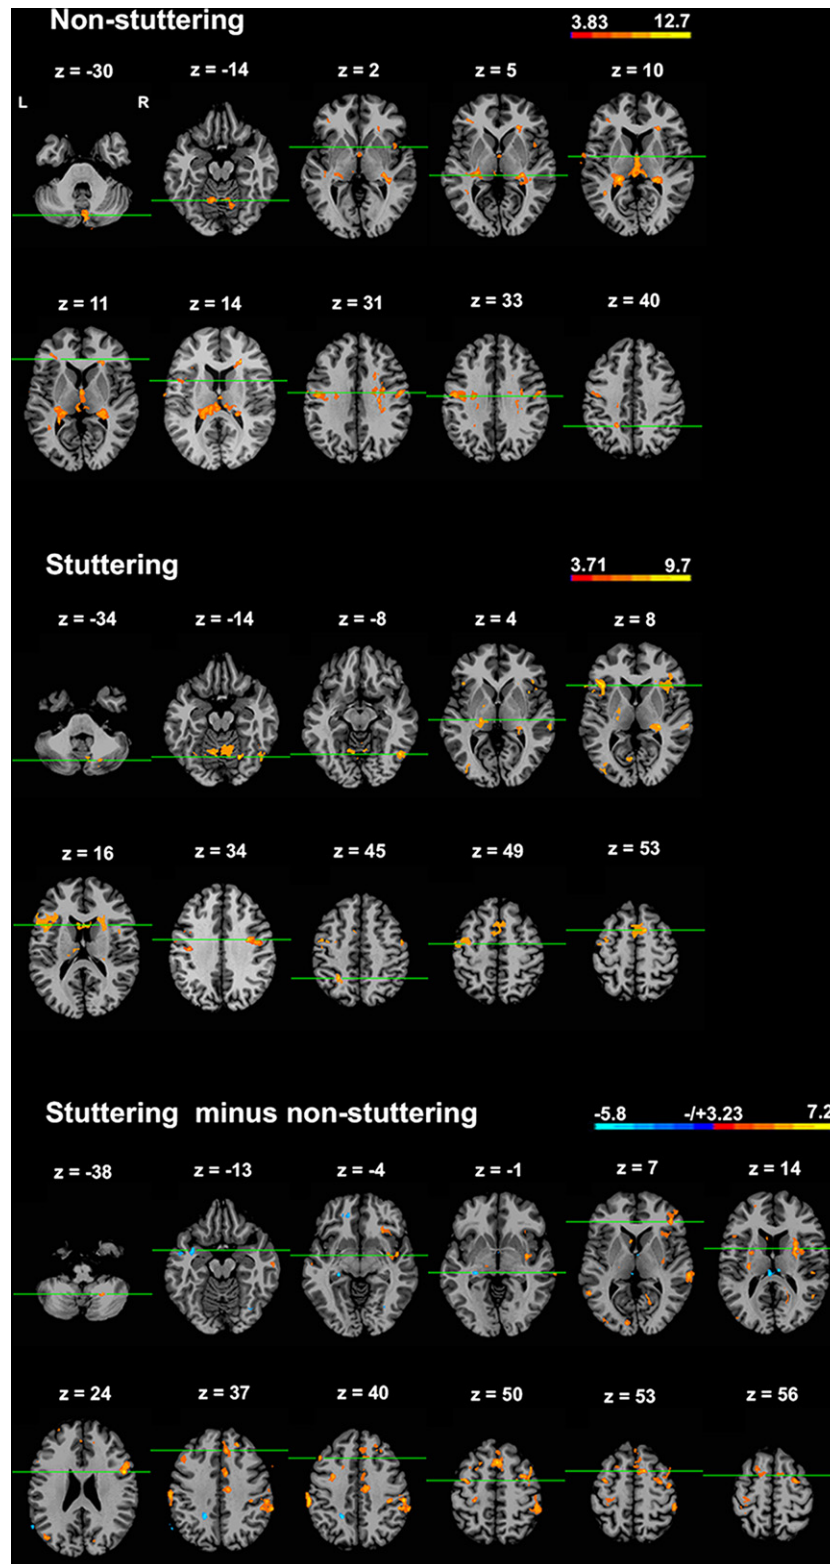 Non-stuttering
3.83 12.7
z = -30 z = -14 z = 2 z = 5 z = 10
L R
z = 11 z = 14 z = 31 z = 33 z = 40
Stuttering
3.71 9.7
z = -34 z = -14 z = -8 z = 4 z = 8
z = 16 z = 34 z = 45 z = 49 z = 53
Stuttering minus non-stuttering
-5.8 -/+3.23 7.2
z = -38 z = -13 z = -4 z = -1 z = 7 z = 14
z = 24 z = 37 z = 40 z = 50 z = 53 z = 56